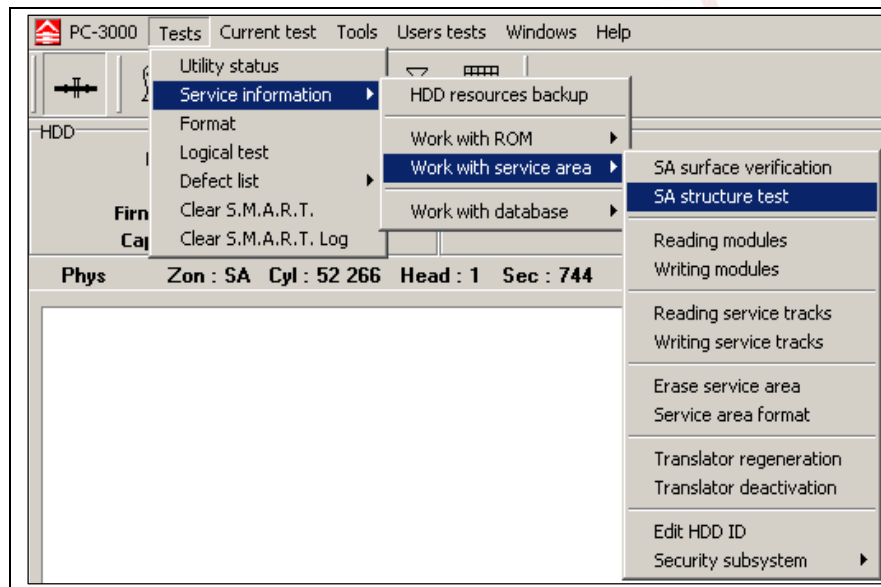 PC-3000 Tests Current test Tools Users tests Windows Help
Utility status
Service information
Format
Logical test
Defect list
Clear S.M.A.R.T.
Clear S.M.A.R.T. Log
HDD resources backup
Work with ROM
Work with service area
Work with database
SA surface verification
SA structure test
Reading modules
Writing modules
Reading service tracks
Writing service tracks
Erase service area
Service area format
Translator regeneration
Translator deactivation
Edit HDD ID
Security subsystem
HDD
Firn
Ca
Phys Zon : SA Cyl : 52 266 Head : 1 Sec : 744